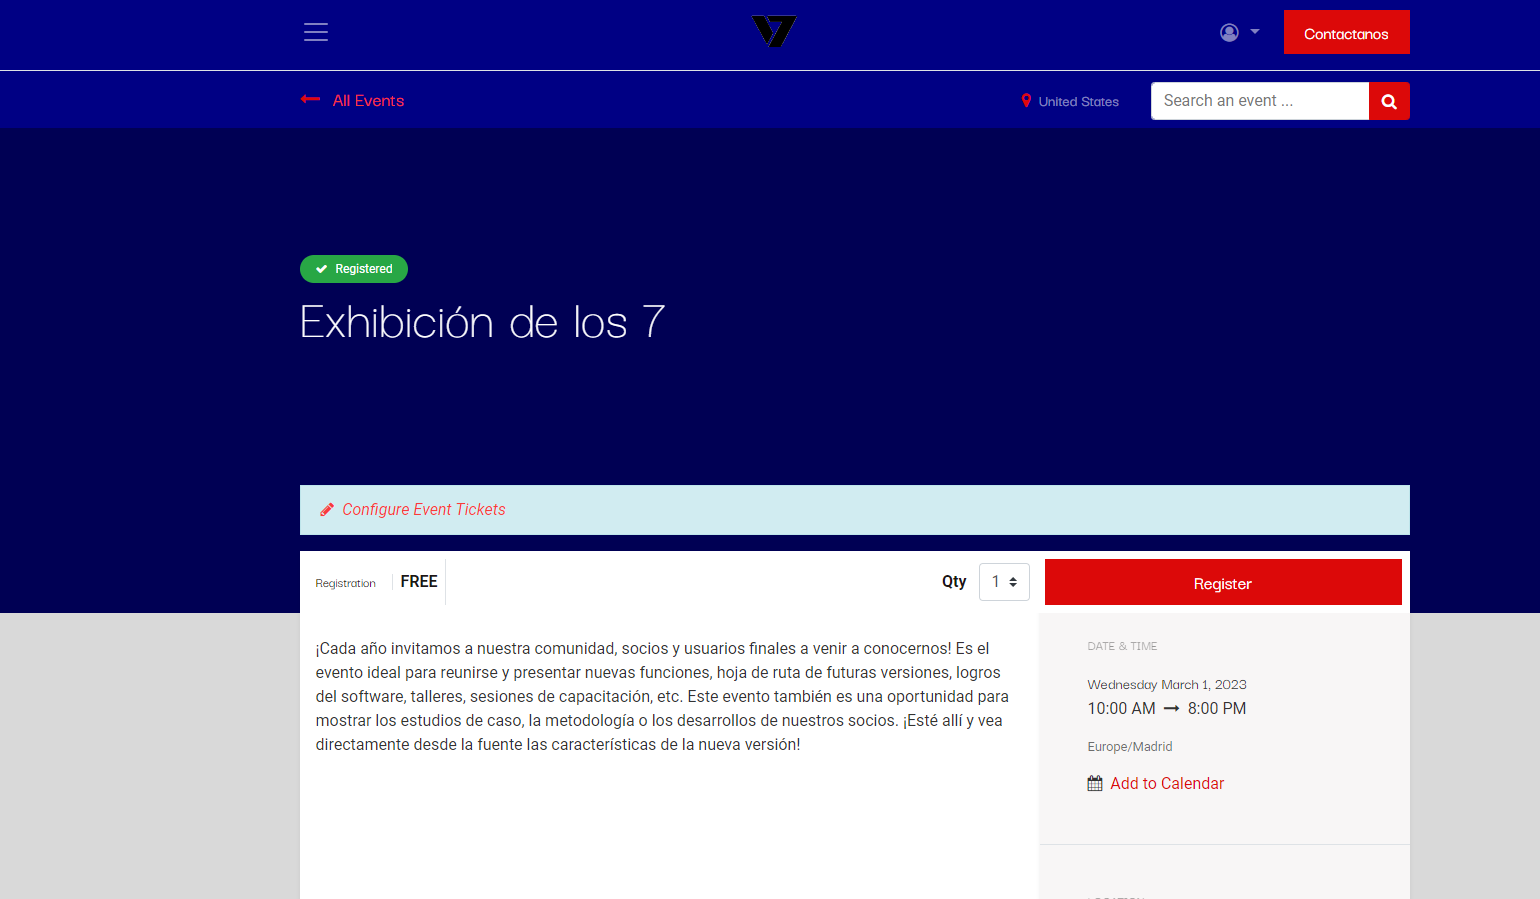 Contactanos
All Events
United States
Search an event ...
Registered
Exhibición de los 7
Configure Event Tickets
Registration
FREE
Qty
1
Register
¡Cada año invitamos a nuestra comunidad, socios y usuarios finales a venir a conocernos! Es el
evento ideal para reunirse y presentar nuevas funciones, hoja de ruta de futuras versiones, logros
del software, talleres, sesiones de capacitación, etc. Este evento también es una oportunidad para
mostrar los estudios de caso, la metodología o los desarrollos de nuestros socios. ¡Esté allí y vea
directamente desde la fuente las características de la nueva versión!
DATE & TIME
Wednesday March 1, 2023
10:00 AM → 8:00 PM
Europe/Madrid
Add to Calendar